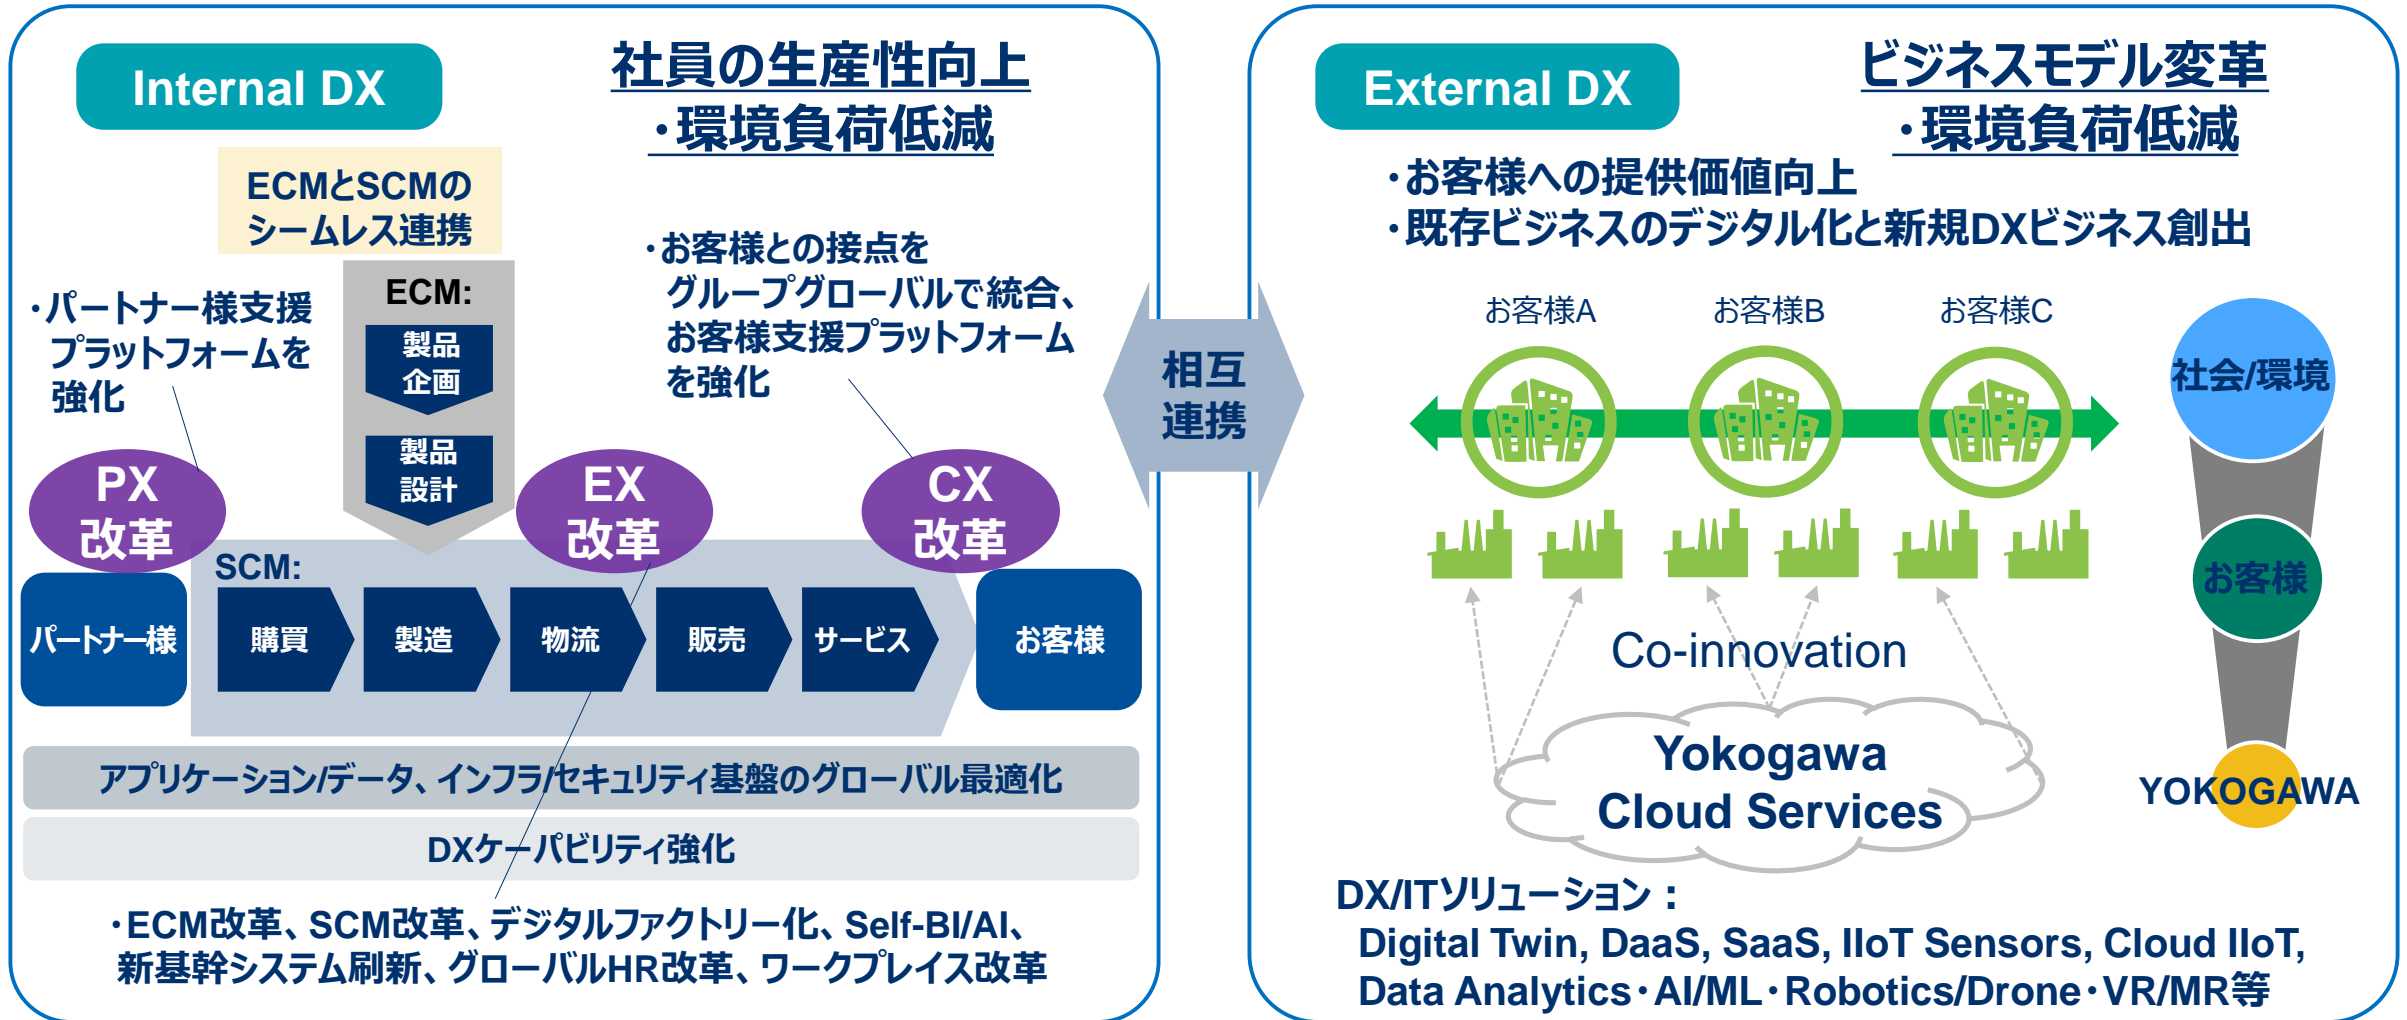 Internal DX
社員の生産性向上
・環境負荷低減
ECMとSCMの
シームレス連携
・お客様との接点を
グループグローバルで統合、
お客様支援プラットフォーム
を強化
・パートナー様支援
プラットフォームを
強化
ECM:
製品
企画
製品
設計
PX
改革
EX
改革
CX
改革
SCM:
パートナー様
購買
製造
物流
販売
サービス
お客様
アプリケーション/データ、インフラ/セキュリティ基盤のグローバル最適化
DXケーパビリティ強化
・ECM改革、SCM改革、デジタルファクトリー化、Self-BI/AI、
新基幹システム刷新、グローバルHR改革、ワークプレイス改革
相互
連携
External DX
ビジネスモデル変革
・環境負荷低減
・お客様への提供価値向上
・既存ビジネスのデジタル化と新規DXビジネス創出
お客様A
お客様B
お客様C
社会/環境
お客様
YOKOGAWA
Co-innovation
Yokogawa
Cloud Services
DX/ITソリューション：
Digital Twin, DaaS, SaaS, IIoT Sensors, Cloud IIoT,
Data Analytics・AI/ML・Robotics/Drone・VR/MR等